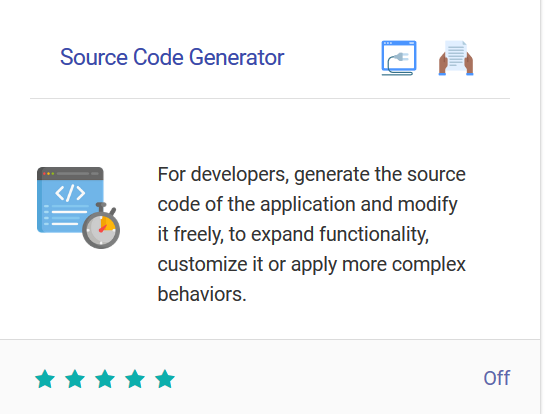 Source Code Generator
For developers, generate the source
code of the application and modify
it freely, to expand functionality,
customize it or apply more complex
behaviors.
Off